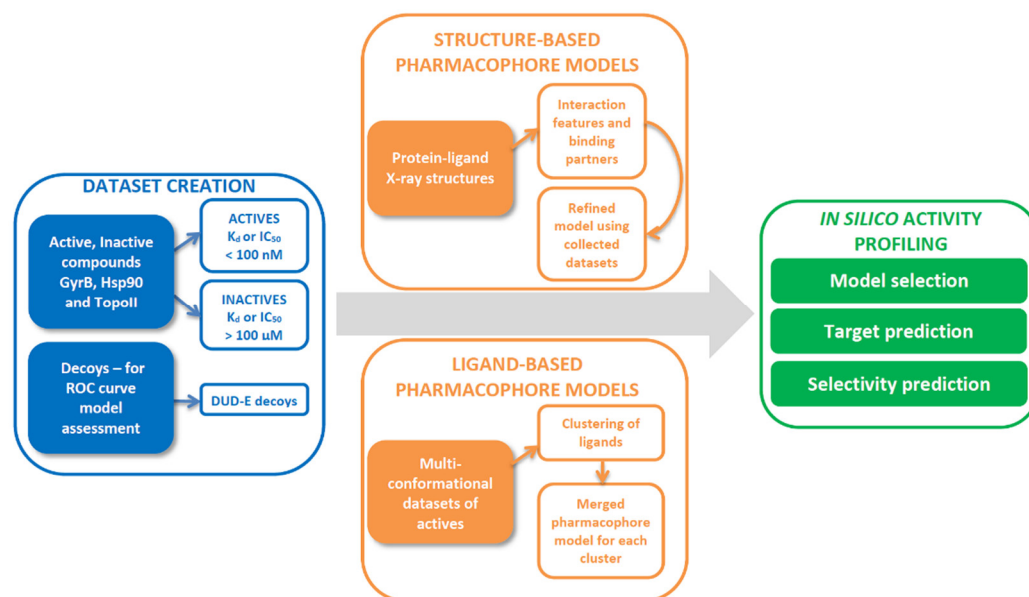 DATASET CREATION
Active, Inactive
compounds
GyrB, Hsp90
and TopoII
ACTIVES
Kd or IC50
< 100 nM
INACTIVES
Kd or IC50
> 100 uM
Decoys – for
ROC curve
model
assessment
DUD-E decoys
STRUCTURE-BASED
PHARMACOPHORE MODELS
Protein-ligand
X-ray structures
Interaction
features and
binding
partners
Refined
model using
collected
datasets
LIGAND-BASED
PHARMACOPHORE MODELS
Multi-
conformational
datasets of
actives
Clustering of
ligands
Merged
pharmacophore
model for each
cluster
IN SILICO ACTIVITY
PROFILING
Model selection
Target prediction
Selectivity prediction